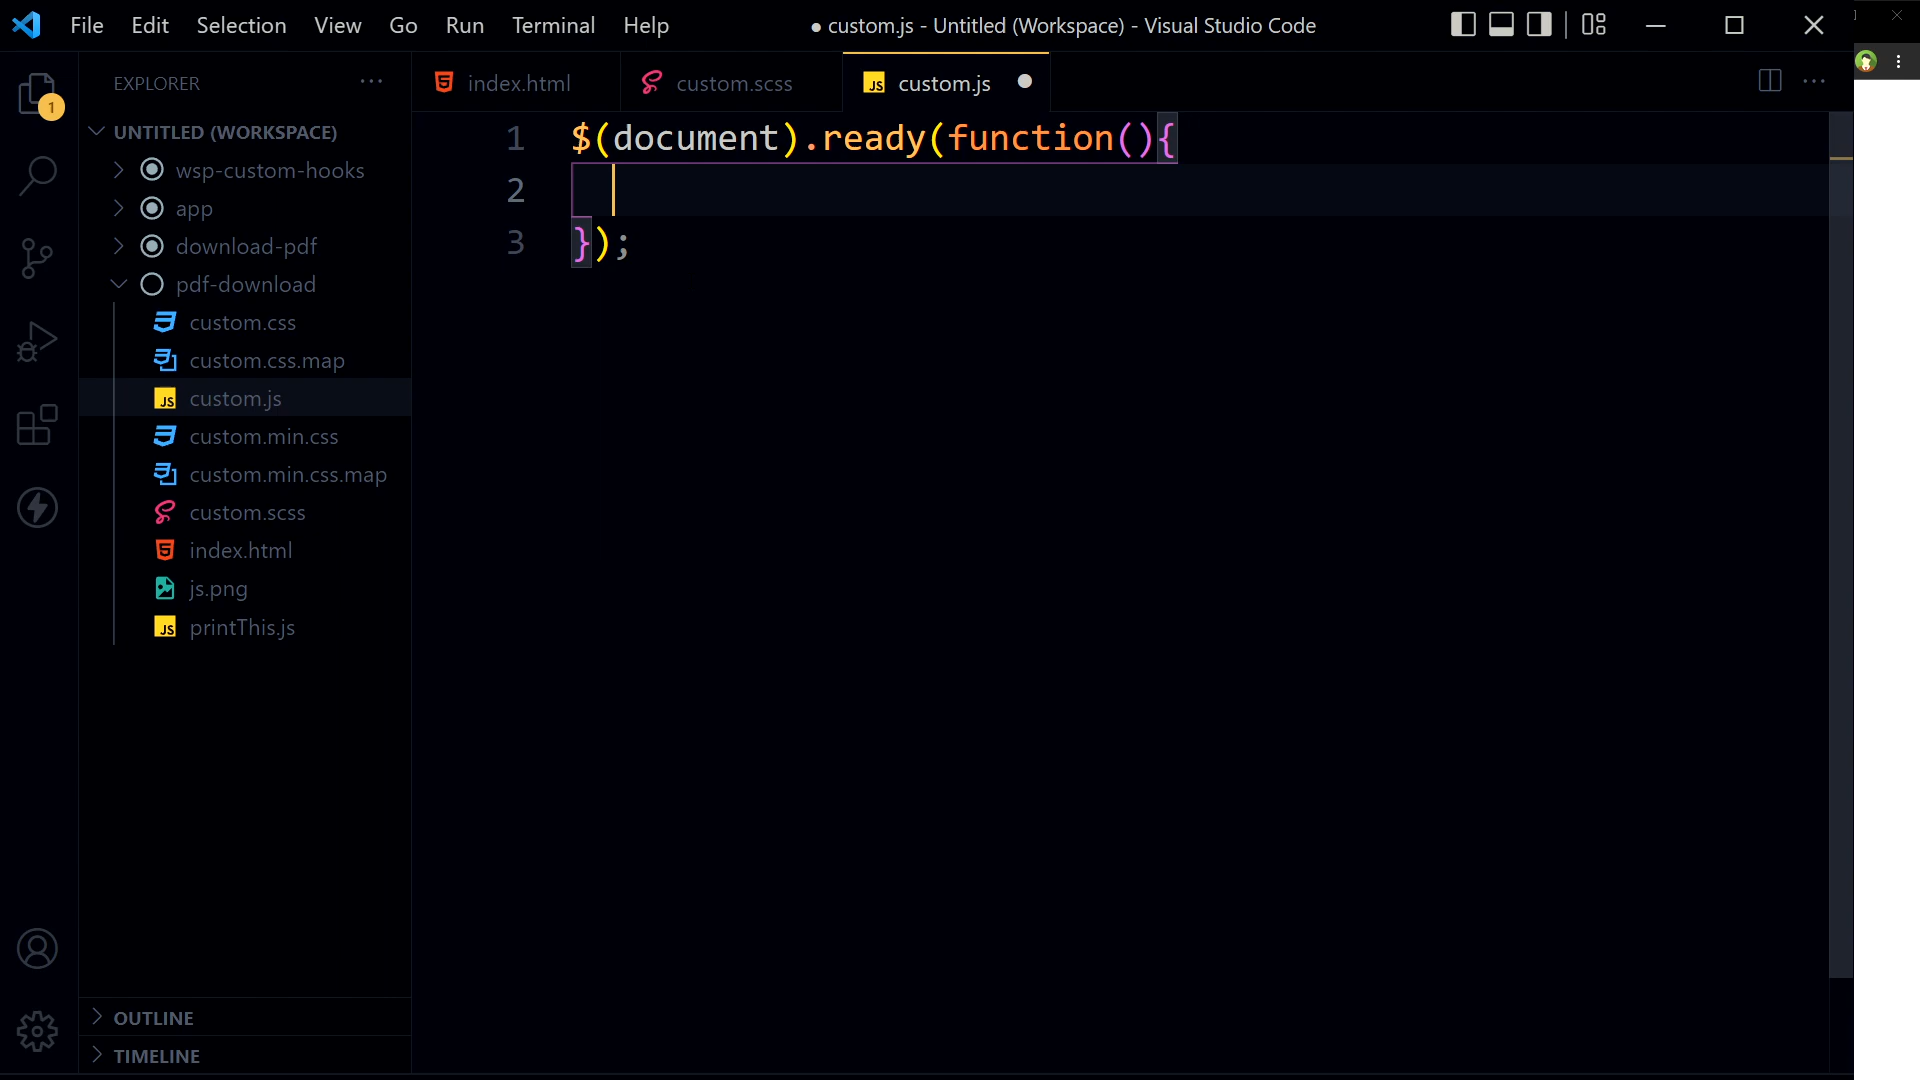 File Edit Selection View Go Run Terminal Help
● custom.js - Untitled (Workspace) - Visual Studio Code
EXPLORER
1
UNTITLED (WORKSPACE)
wsp-custom-hooks
app
download-pdf
pdf-download
custom.css
custom.css.map
custom.js
custom.min.css
custom.min.css.map
custom.scss
index.html
js.png
printThis.js
OUTLINE
TIMELINE
index.html custom.scss JS custom.js
1 $(document).ready(function(){
2
3 });